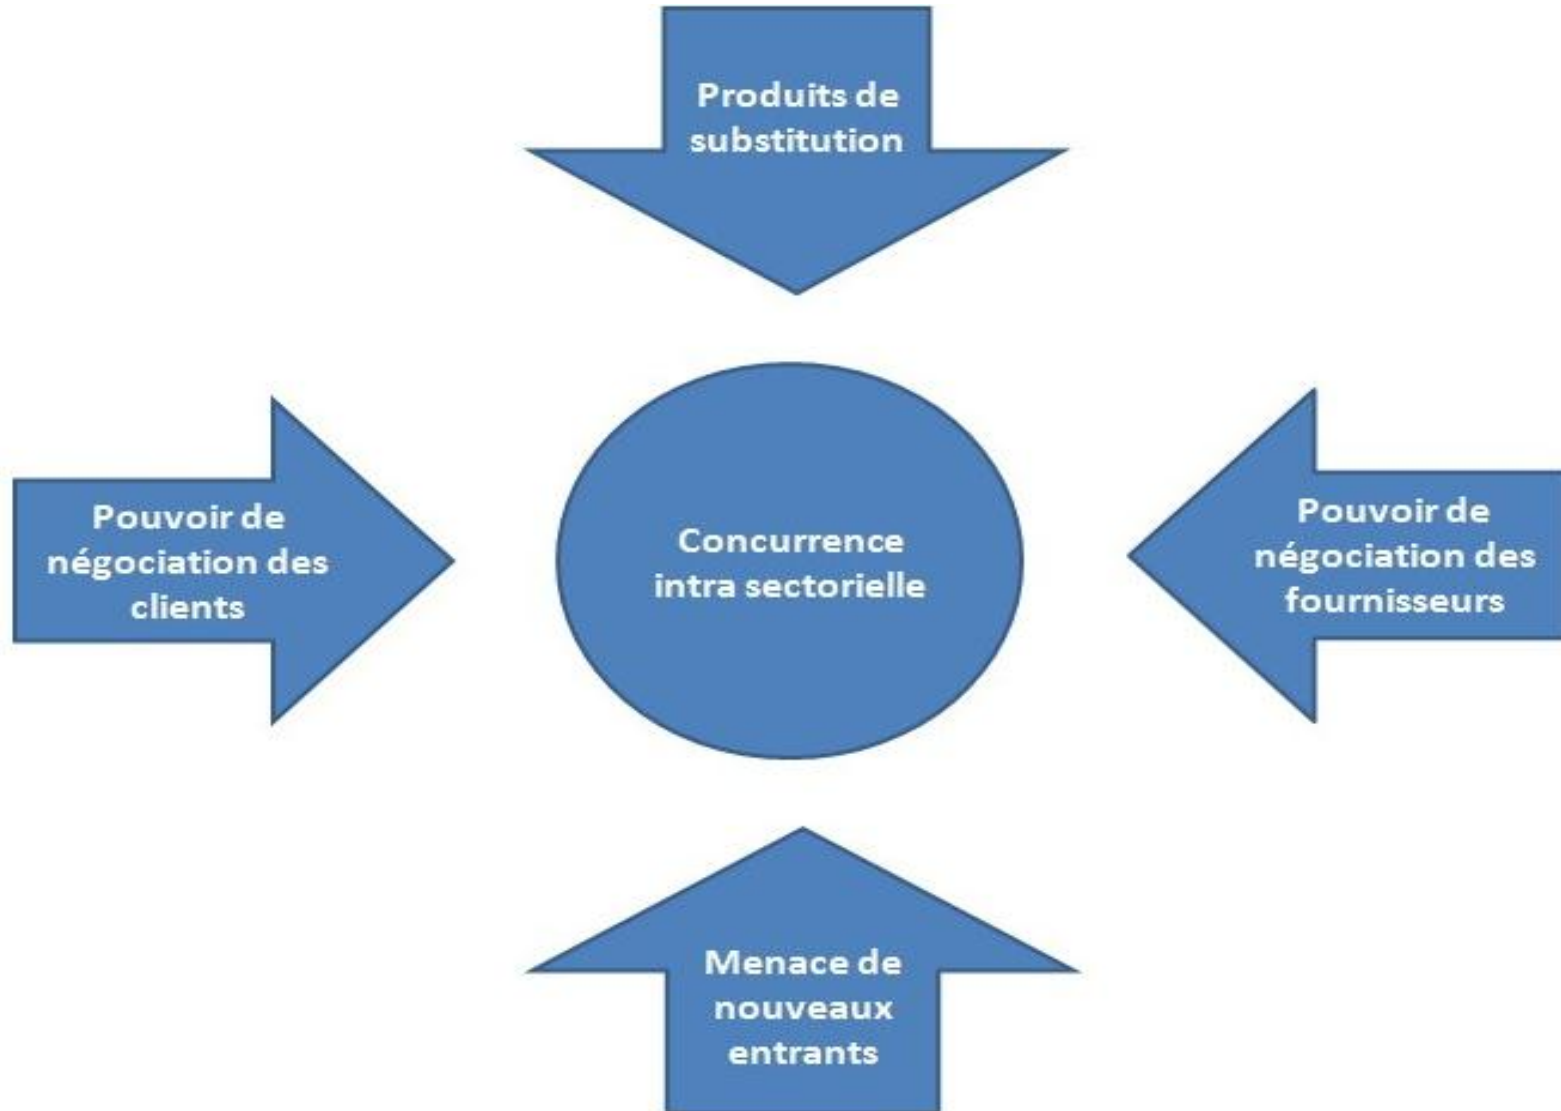 Produits de
substitution
Pouvoir de
négociation des
clients
Concurrence
intra sectorielle
Pouvoir de
négociation des
fournisseurs
Menace de
nouveaux
entrants